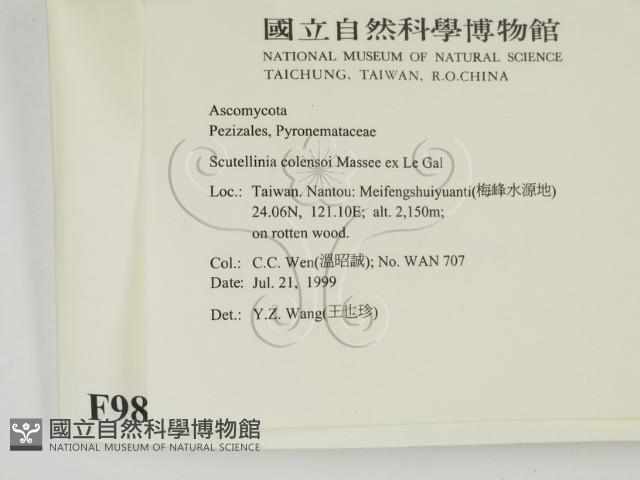 國立自然科學博物館
NATIONAL MUSEUM OF NATURAL SCIENCE
TAICHUNG, TAIWAN, R.O.CHINA
Ascomycota
Pezizales, Pyronemataceae
Scutellinia colensoi Massee ex Le Gal
Loc.: Taiwan. Nantou: Meifengshuiyuanti(梅峰水源地)
24.06N, 121.10E; alt. 2,150m;
on rotten wood.
Col.: C.C. Wen(溫昭誠); No. WAN 707
Date: Jul. 21, 1999
Det.: Y.Z. Wang(王也珍)
F98
國立自然科學博物館
NATIONAL MUSEUM OF NATURAL SCIENCE